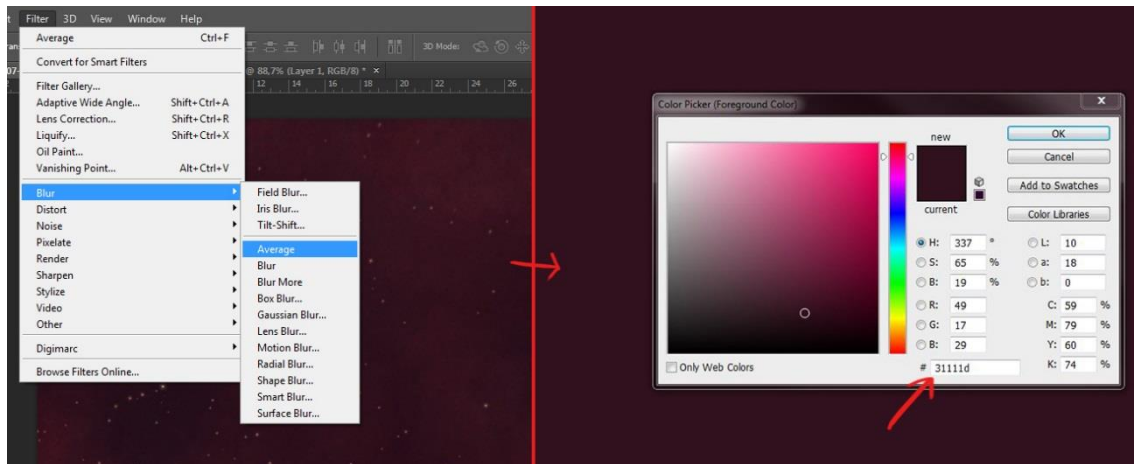 Filter 3D View Window Help
Average Ctrl+F
Convert for Smart Filters
Filter Gallery...
Adaptive Wide Angle... Shift+Ctrl+A
Lens Correction... Shift+Ctrl+R
Liquify... Shift+Ctrl+X
Oil Paint...
Vanishing Point... Alt+Ctrl+V
Blur
Distort
Noise
Pixelate
Render
Sharpen
Stylize
Video
Other
Digimarc
Browse Filters Online...
3D Mode:
@ 88,7% (Layer 1, RGB/8) * ×
12 14 16 18 20 22 24 26
Field Blur...
Iris Blur...
Tilt-Shift...
Average
Blur
Blur More
Box Blur...
Gaussian Blur...
Lens Blur...
Motion Blur...
Radial Blur...
Shape Blur...
Smart Blur...
Surface Blur...
Color Picker (Foreground Color)
new
current
OK
Cancel
Add to Swatches
Color Libraries
H: 337 °
S: 65 %
B: 19 %
R: 49
G: 17
B: 29
# 31111d
L: 10
a: 18
b: 0
C: 59 %
M: 79 %
Y: 60 %
K: 74 %
Only Web Colors